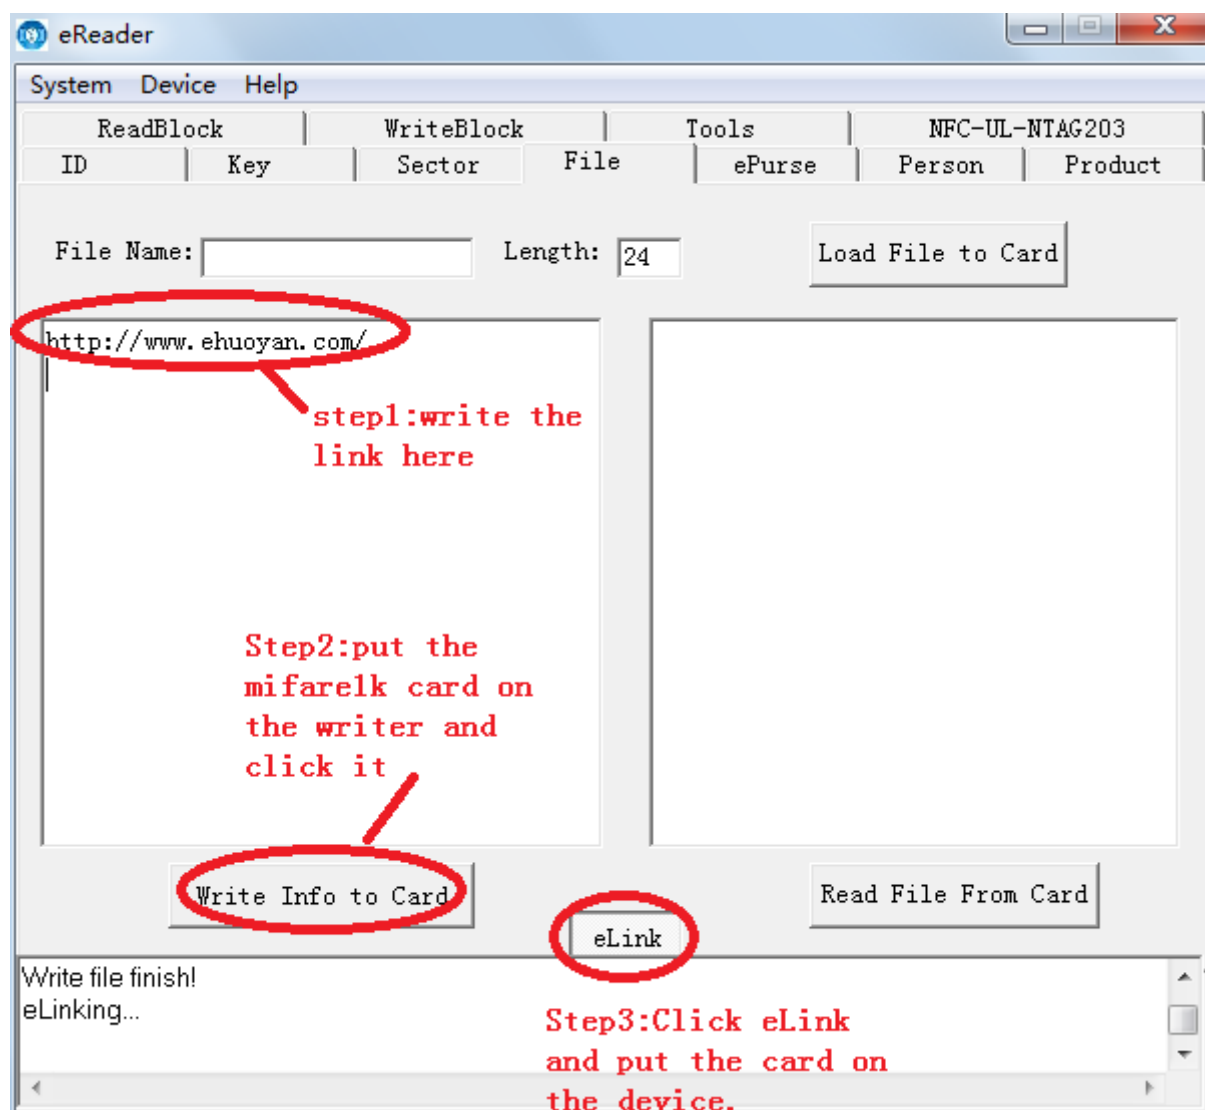 eReader
System Device Help
ReadBlock WriteBlock Tools NFC-UL-NTAG203
ID Key Sector File ePurse Person Product
File Name: Length: 24 Load File to Card
http://www.ehuoyan.com/
step1:write the
link here
Step2:put the
mifare1k card on
the writer and
click it
Write Info to Card Read File From Card
eLink
Write file finish!
eLinking...
Step3:Click eLink
and put the card on
the device.